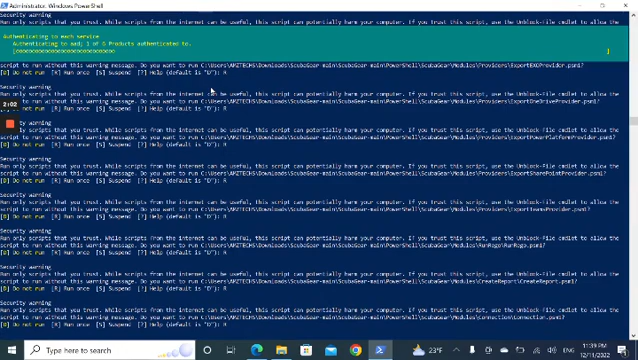 Administrator: Windows PowerShell
Security warning
Run only scripts that you trust. While scripts from the internet can be useful, this script can potentially harm your computer. If you trust this script, use the Unblock-File cmdlet to allow the
Authenticating to each service
Authenticating to aad; 1 of 6 Products authenticated to.
[oooooooooooooooooooooooooo ]
script to run without this warning message. Do you want to run C:\Users\AMZTECHS\Downloads\ScubaGear-main\PowerShell\ScubaGear\Modules\Providers\ExportEXOProvider.psm1?
[D] Do not run [R] Run once [S] Suspend [?] Help (default is "D"): R
Security warning
Run only scripts that you trust. While scripts from the internet can be useful, this script can potentially harm your computer. If you trust this script, use the Unblock-File cmdlet to allow the
script to run without this warning message. Do you want to run C:\Users\AMZTECHS\Downloads\ScubaGear-main\PowerShell\ScubaGear\Modules\Providers\ExportOneDriveProvider.psm1?
2:02
not run [R] Run once [S] Suspend [?] Help (default is "D"): R
warning
only scripts that you trust. While scripts from the internet can be useful, this script can potentially harm your computer. If you trust this script, use the Unblock-File cmdlet to allow the
script to run without this warning message. Do you want to run C:\Users\AMZTECHS\Downloads\ScubaGear-main\PowerShell\ScubaGear\Modules\Providers\ExportPowerPlatformProvider.psm1?
[D] Do not run [R] Run once [S] Suspend [?] Help (default is "D"): R
Security warning
Run only scripts that you trust. While scripts from the internet can be useful, this script can potentially harm your computer. If you trust this script, use the Unblock-File cmdlet to allow the
script to run without this warning message. Do you want to run C:\Users\AMZTECHS\Downloads\ScubaGear-main\PowerShell\ScubaGear\Modules\Providers\ExportSharePointProvider.psm1?
[D] Do not run [R] Run once [S] Suspend [?] Help (default is "D"): R
Security warning
Run only scripts that you trust. While scripts from the internet can be useful, this script can potentially harm your computer. If you trust this script, use the Unblock-File cmdlet to allow the
script to run without this warning message. Do you want to run C:\Users\AMZTECHS\Downloads\ScubaGear-main\PowerShell\ScubaGear\Modules\Providers\ExportTeamsProvider.psm1?
[D] Do not run [R] Run once [S] Suspend [?] Help (default is "D"): R
Security warning
Run only scripts that you trust. While scripts from the internet can be useful, this script can potentially harm your computer. If you trust this script, use the Unblock-File cmdlet to allow the
script to run without this warning message. Do you want to run C:\Users\AMZTECHS\Downloads\ScubaGear-main\PowerShell\ScubaGear\Modules\RunRego\RunRego.psm1?
[D] Do not run [R] Run once [S] Suspend [?] Help (default is "D"): R
Security warning
Run only scripts that you trust. While scripts from the internet can be useful, this script can potentially harm your computer. If you trust this script, use the Unblock-File cmdlet to allow the
script to run without this warning message. Do you want to run C:\Users\AMZTECHS\Downloads\ScubaGear-main\PowerShell\ScubaGear\Modules\CreateReport\CreateReport.psm1?
[D] Do not run [R] Run once [S] Suspend [?] Help (default is "D"): R
Security warning
Run only scripts that you trust. While scripts from the internet can be useful, this script can potentially harm your computer. If you trust this script, use the Unblock-File cmdlet to allow the
script to run without this warning message. Do you want to run C:\Users\AMZTECHS\Downloads\ScubaGear-main\PowerShell\ScubaGear\Modules\Connection\Connection.psm1?
[D] Do not run [R] Run once [S] Suspend [?] Help (default is "D"): R
Type here to search
23°F
ENG
11:39 PM
12/11/2022